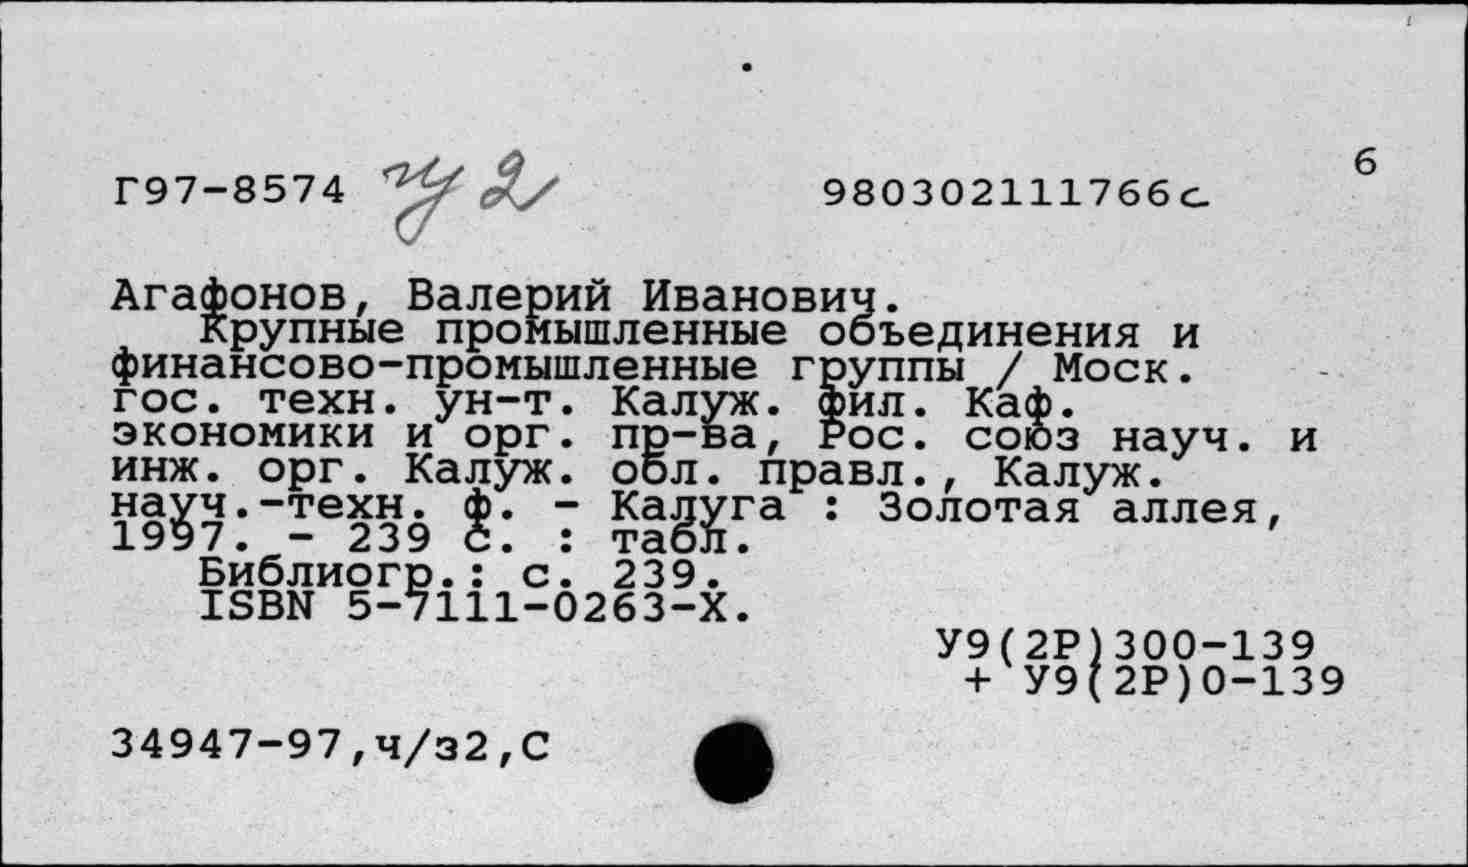 6
Г97-8574 980302111766с
Агафонов, Валерий Иванович.
Крупные промышленные объединения и
финансово-промышленные группы / Моск.
гос. техн. ун-т. Калуж. фил. Каф.
экономики и орг. пр-ва, Рос. союз науч. и
инж. орг. Калуж. обл. правл., Калуж.
науч.-техн. ф. - Калуга : Золотая аллея,
1997. - 239 с. : табл.
Библиогр.: с. 239.
ISBN 5-7111-0263-X.
У9(2Р)300-139
+ У9(2Р)0-139
34947-97,ч/з2,С